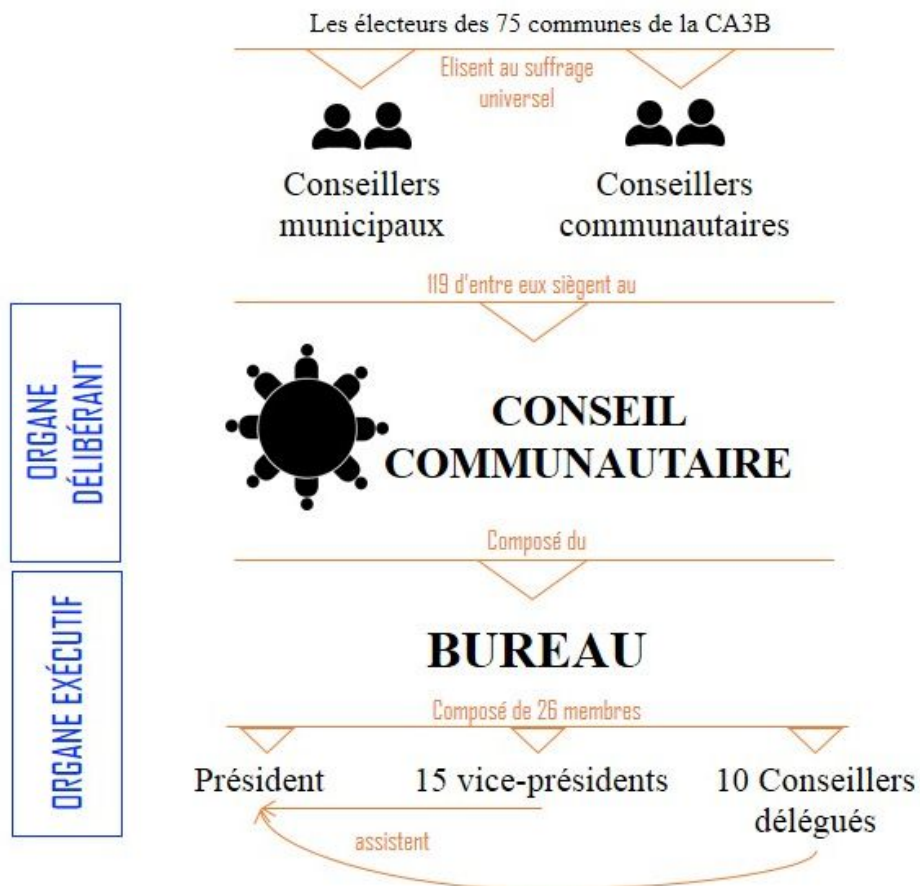 Les électeurs des 75 communes de la CA3B
Elisent au suffrage
universel
Conseillers
municipaux
Conseillers
communautaires
119 d'entre eux siègent au
ORGANE
DÉLIBÉRANT
CONSEIL
COMMUNAUTAIRE
Composé du
ORGANE EXÉCUTIF
BUREAU
Composé de 26 membres
Président
15 vice-présidents
10 Conseillers
délégués
assistent